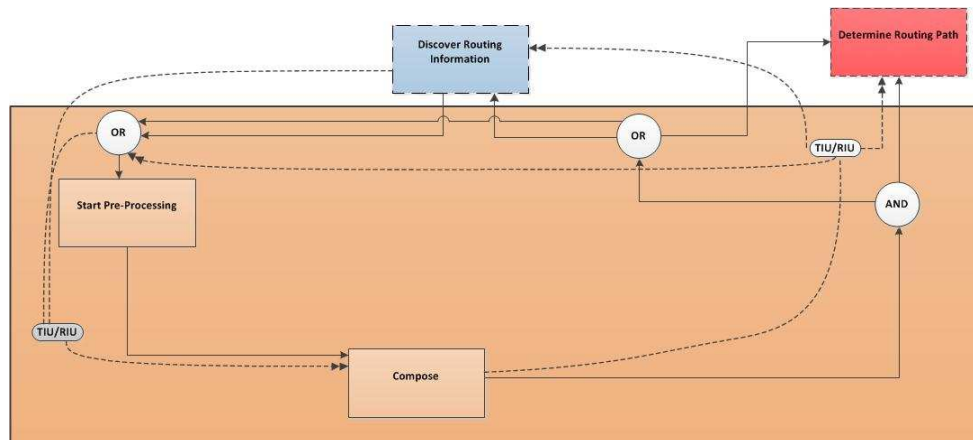 Discover Routing
Information
Determine Routing Path
OR
OR
TIU/RIU
Start Pre-Processing
AND
TIU/RIU
Compose